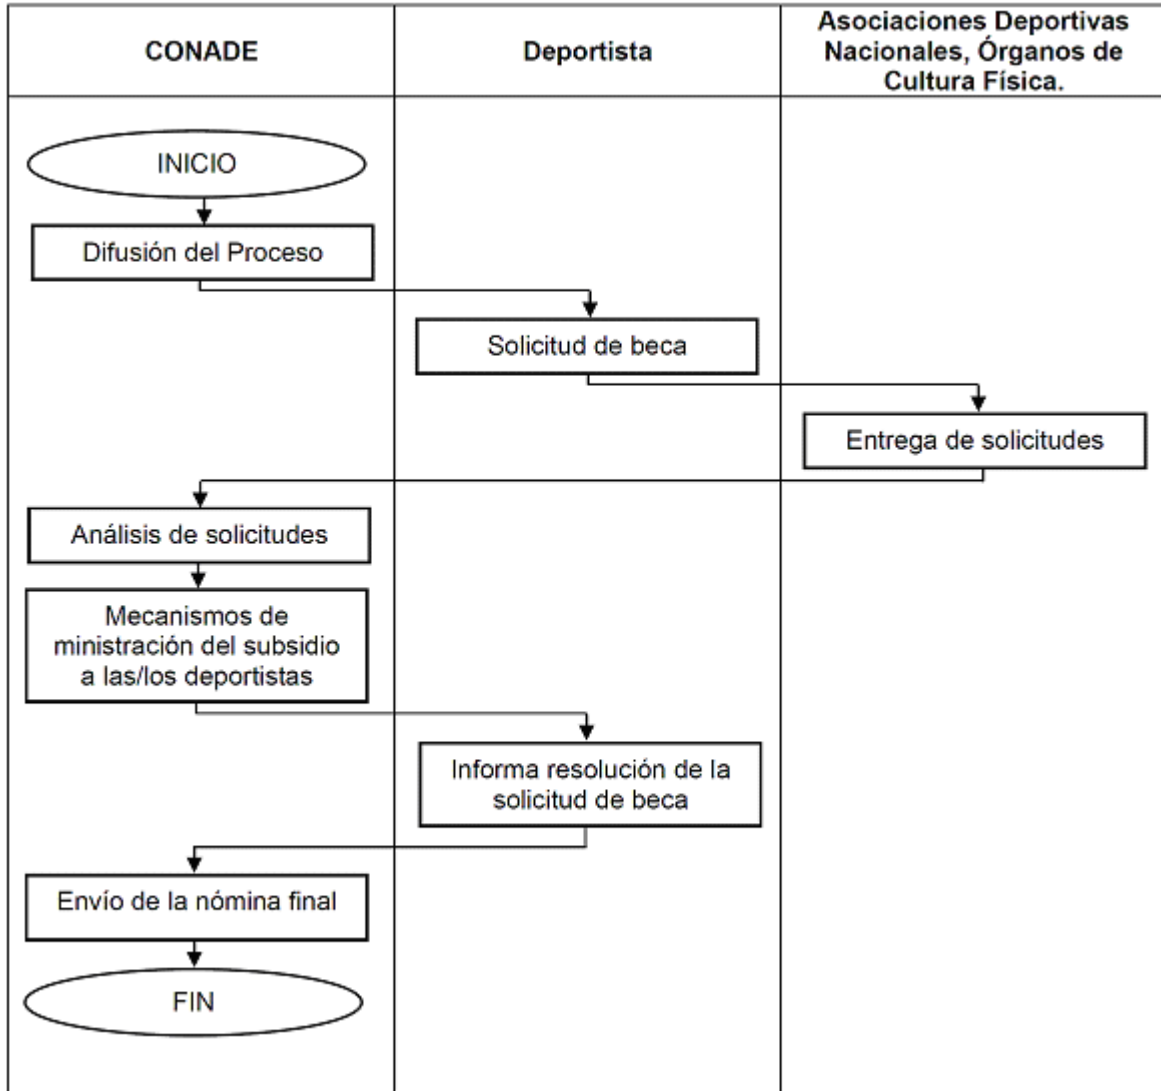 CONADE
Deportista
Asociaciones Deportivas
Nacionales, Órganos de
Cultura Física.
INICIO
Difusión del Proceso
Solicitud de beca
Entrega de solicitudes
Análisis de solicitudes
Mecanismos de
ministración del subsidio
a las/los deportistas
Informa resolución de la
solicitud de beca
Envío de la nómina final
FIN